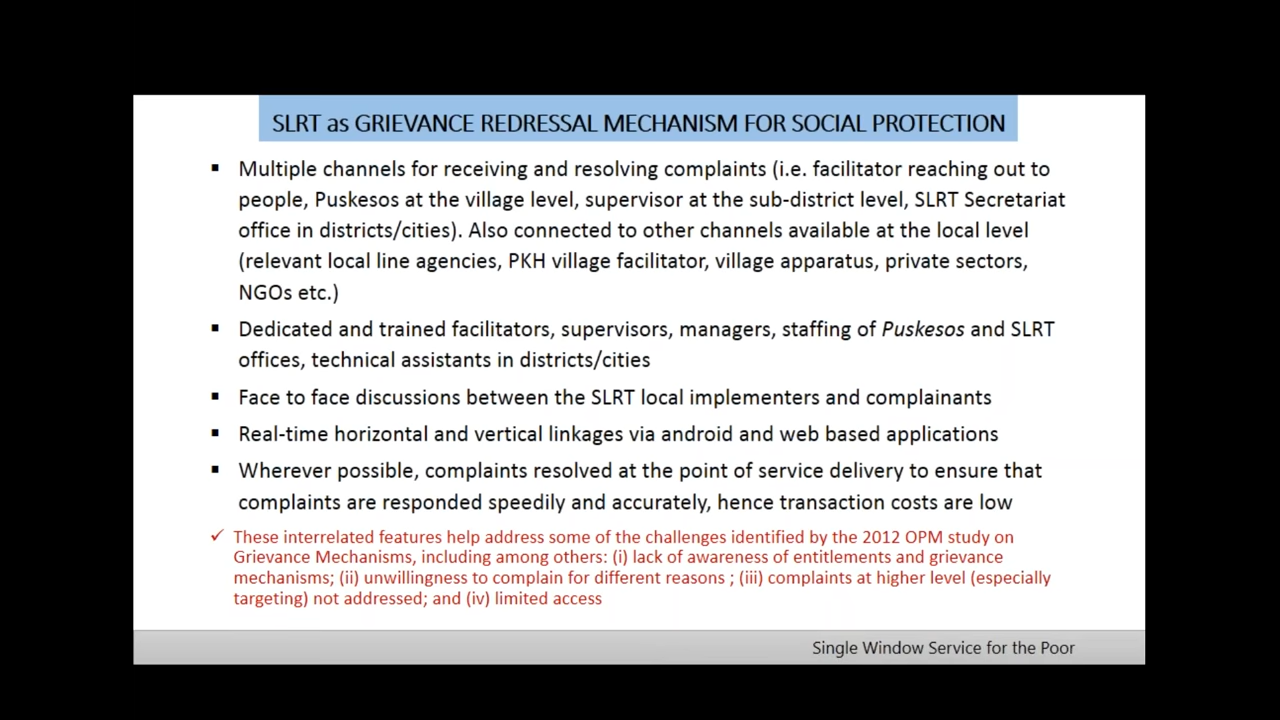 SLRT as GRIEVANCE REDRESSAL MECHANISM FOR SOCIAL PROTECTION
▪ Multiple channels for receiving and resolving complaints (i.e. facilitator reaching out to
people, Puskesos at the village level, supervisor at the sub-district level, SLRT Secretariat
office in districts/cities). Also connected to other channels available at the local level
(relevant local line agencies, PKH village facilitator, village apparatus, private sectors,
NGOs etc.)
▪ Dedicated and trained facilitators, supervisors, managers, staffing of Puskesos and SLRT
offices, technical assistants in districts/cities
▪ Face to face discussions between the SLRT local implementers and complainants
▪ Real-time horizontal and vertical linkages via android and web based applications
▪ Wherever possible, complaints resolved at the point of service delivery to ensure that
complaints are responded speedily and accurately, hence transaction costs are low
✓ These interrelated features help address some of the challenges identified by the 2012 OPM study on
Grievance Mechanisms, including among others: (i) lack of awareness of entitlements and grievance
mechanisms; (ii) unwillingness to complain for different reasons ; (iii) complaints at higher level (especially
targeting) not addressed; and (iv) limited access
Single Window Service for the Poor